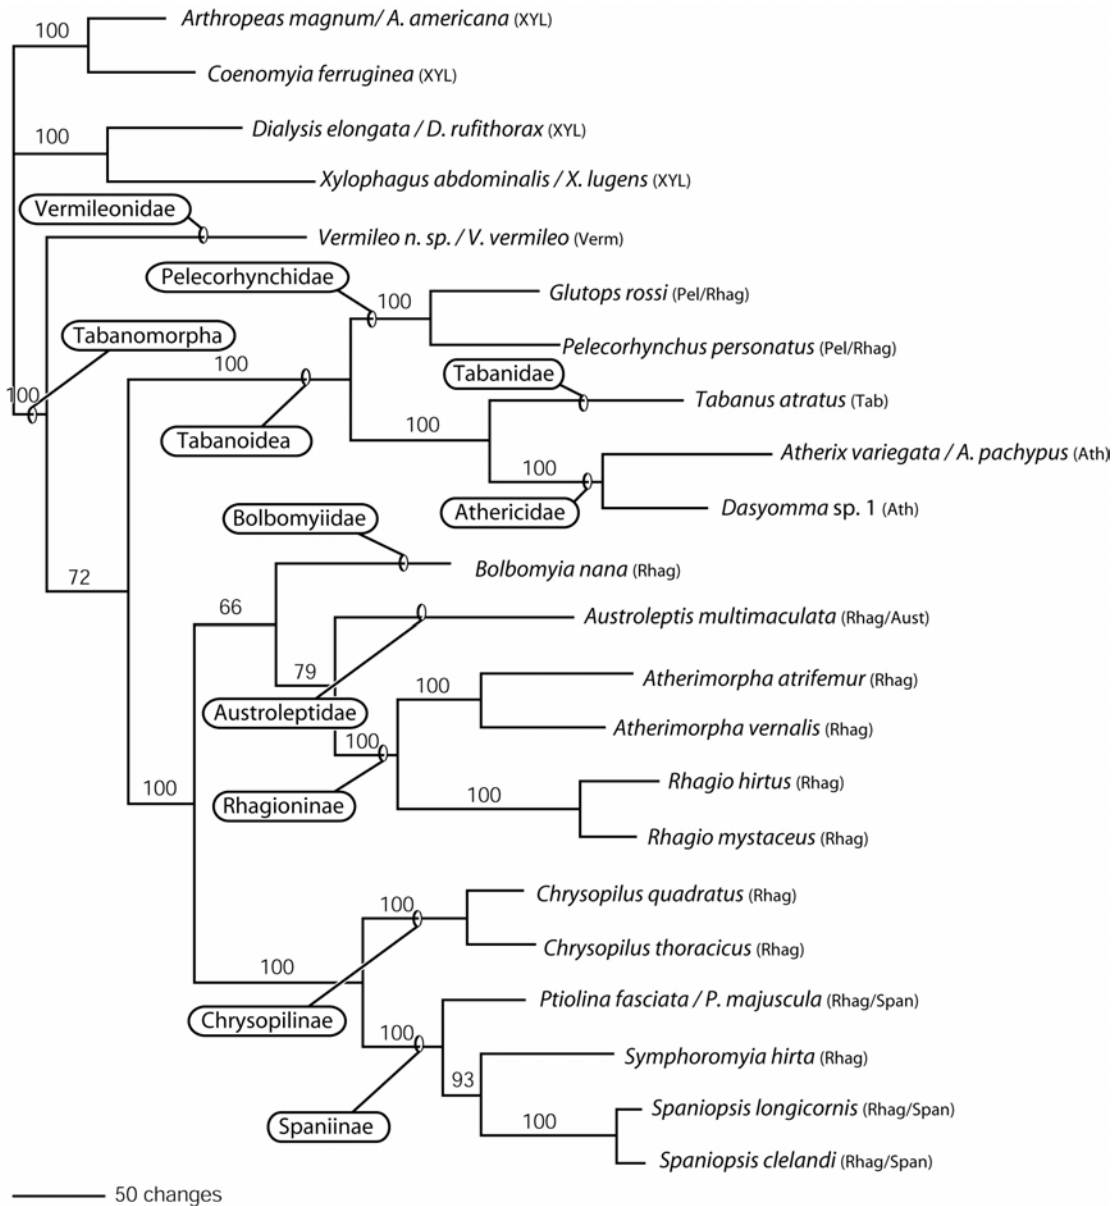 Arthropeas magnum/ A. americana (XYL)
100
Coenomyia ferruginea (XYL)
Dialysis elongata / D. rufithorax (XYL)
100
Xylophagus abdominalis / X. lugens (XYL)
Vermileonidae
Vermileo n. sp. / V. vermileo (Verm)
Pelecorhynchidae
Glutops rossi (Pel/Rhag)
100
Tabanomorpha
Pelecorhynchus personatus (Pel/Rhag)
100
Tabanidae
100
Tabanus atratus (Tab)
Tabanoidea
100
Atherix variegata / A. pachypus (Ath)
100
Athericidae
Dasyomma sp. 1 (Ath)
Bolbomyiidae
72
Bolbomyia nana (Rhag)
66
Austroleptis multimaculata (Rhag/Aust)
79
Atherimorpha atrifemur (Rhag)
100
Austroleptidae
Atherimorpha vernalis (Rhag)
100
100
Rhagio hirtus (Rhag)
Rhagioninae
100
Rhagio mystaceus (Rhag)
Chrysopilus quadratus (Rhag)
100
Chrysopilus thoracicus (Rhag)
100
Ptiolina fasciata / P. majuscula (Rhag/Span)
Chrysopilinae
100
Symphoromyia hirta (Rhag)
93
Spaniopsis longicornis (Rhag/Span)
Spaniinae
100
Spaniopsis clelandi (Rhag/Span)
50 changes